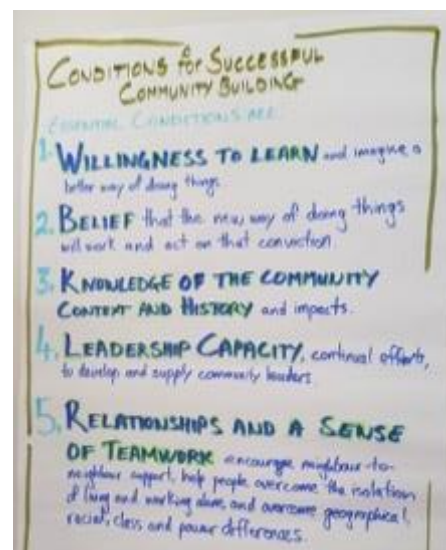 CONDITIONS for SUCCESSFUL
COMMUNITY BUILDING
ESSENTIAL CONDITIONS ARE
1. WILLINGNESS TO LEARN and imagine a
better way of doing things.
2. BELIEF that the new way of doing things
will work and act on that conviction.
3. KNOWLEDGE OF THE COMMUNITY
CONTEXT AND HISTORY and impacts.
4. LEADERSHIP CAPACITY, continual efforts,
to develop and supply community leaders
5. RELATIONSHIPS AND A SENSE
OF TEAMWORK encourage neighbour-to-
neighbour support, help people overcome the isolation
of living and working alone, and overcome geographical,
racial, class and power differences.